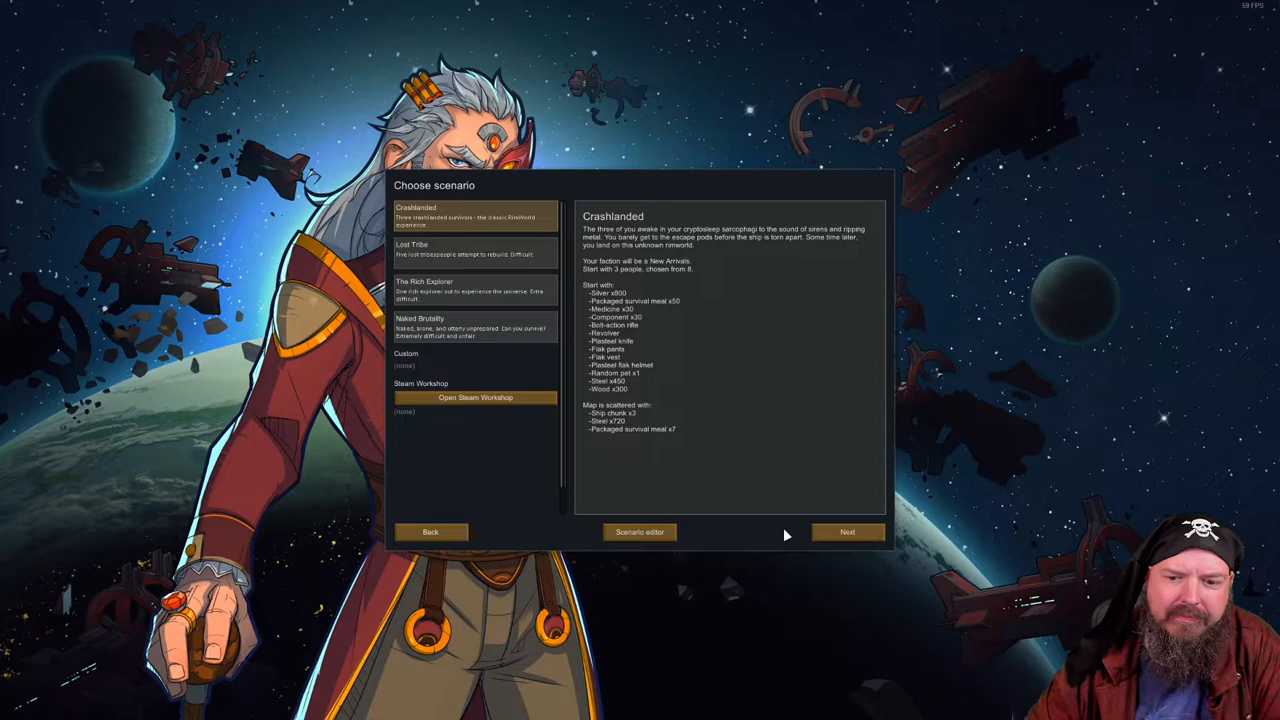 59 FPS
Choose scenario
Crashlanded
Three crashlanded survivors - the classic RimWorld
experience.
Lost Tribe
Five lost tribespeople attempt to rebuild. Difficult.
The Rich Explorer
One rich explorer out to experience the universe. Extra
difficult.
Naked Brutality
Naked, alone, and utterly unprepared. Can you survive?
Extremely difficult and unfair.
Custom
(none)
Steam Workshop
Open Steam Workshop
(none)
Crashlanded
The three of you awake in your cryptosleep sarcophagi to the sound of sirens and ripping
metal. You barely get to the escape pods before the ship is torn apart. Some time later,
you land on this unknown rimworld.
Your faction will be a New Arrivals.
Start with 3 people, chosen from 8.
Start with:
-Silver x800
-Packaged survival meal x50
-Medicine x30
-Component x30
-Bolt-action rifle
-Revolver
-Plasteel knife
-Flak pants
-Flak vest
-Plasteel flak helmet
-Random pet x1
-Steel x450
-Wood x300
Map is scattered with:
-Ship chunk x3
-Steel x720
-Packaged survival meal x7
Back
Scenario editor
Next